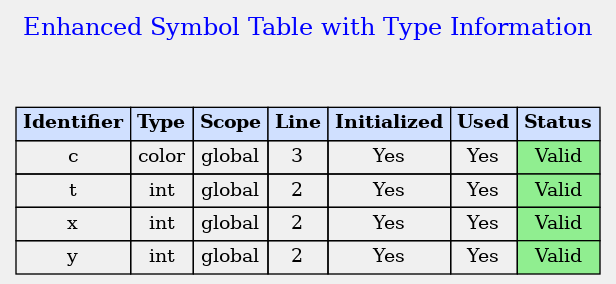 Enhanced Symbol Table with Type Information
Identifier Type Scope Line Initialized Used Status
c color global 3 Yes Yes Valid
t int global 2 Yes Yes Valid
x int global 2 Yes Yes Valid
y int global 2 Yes Yes Valid